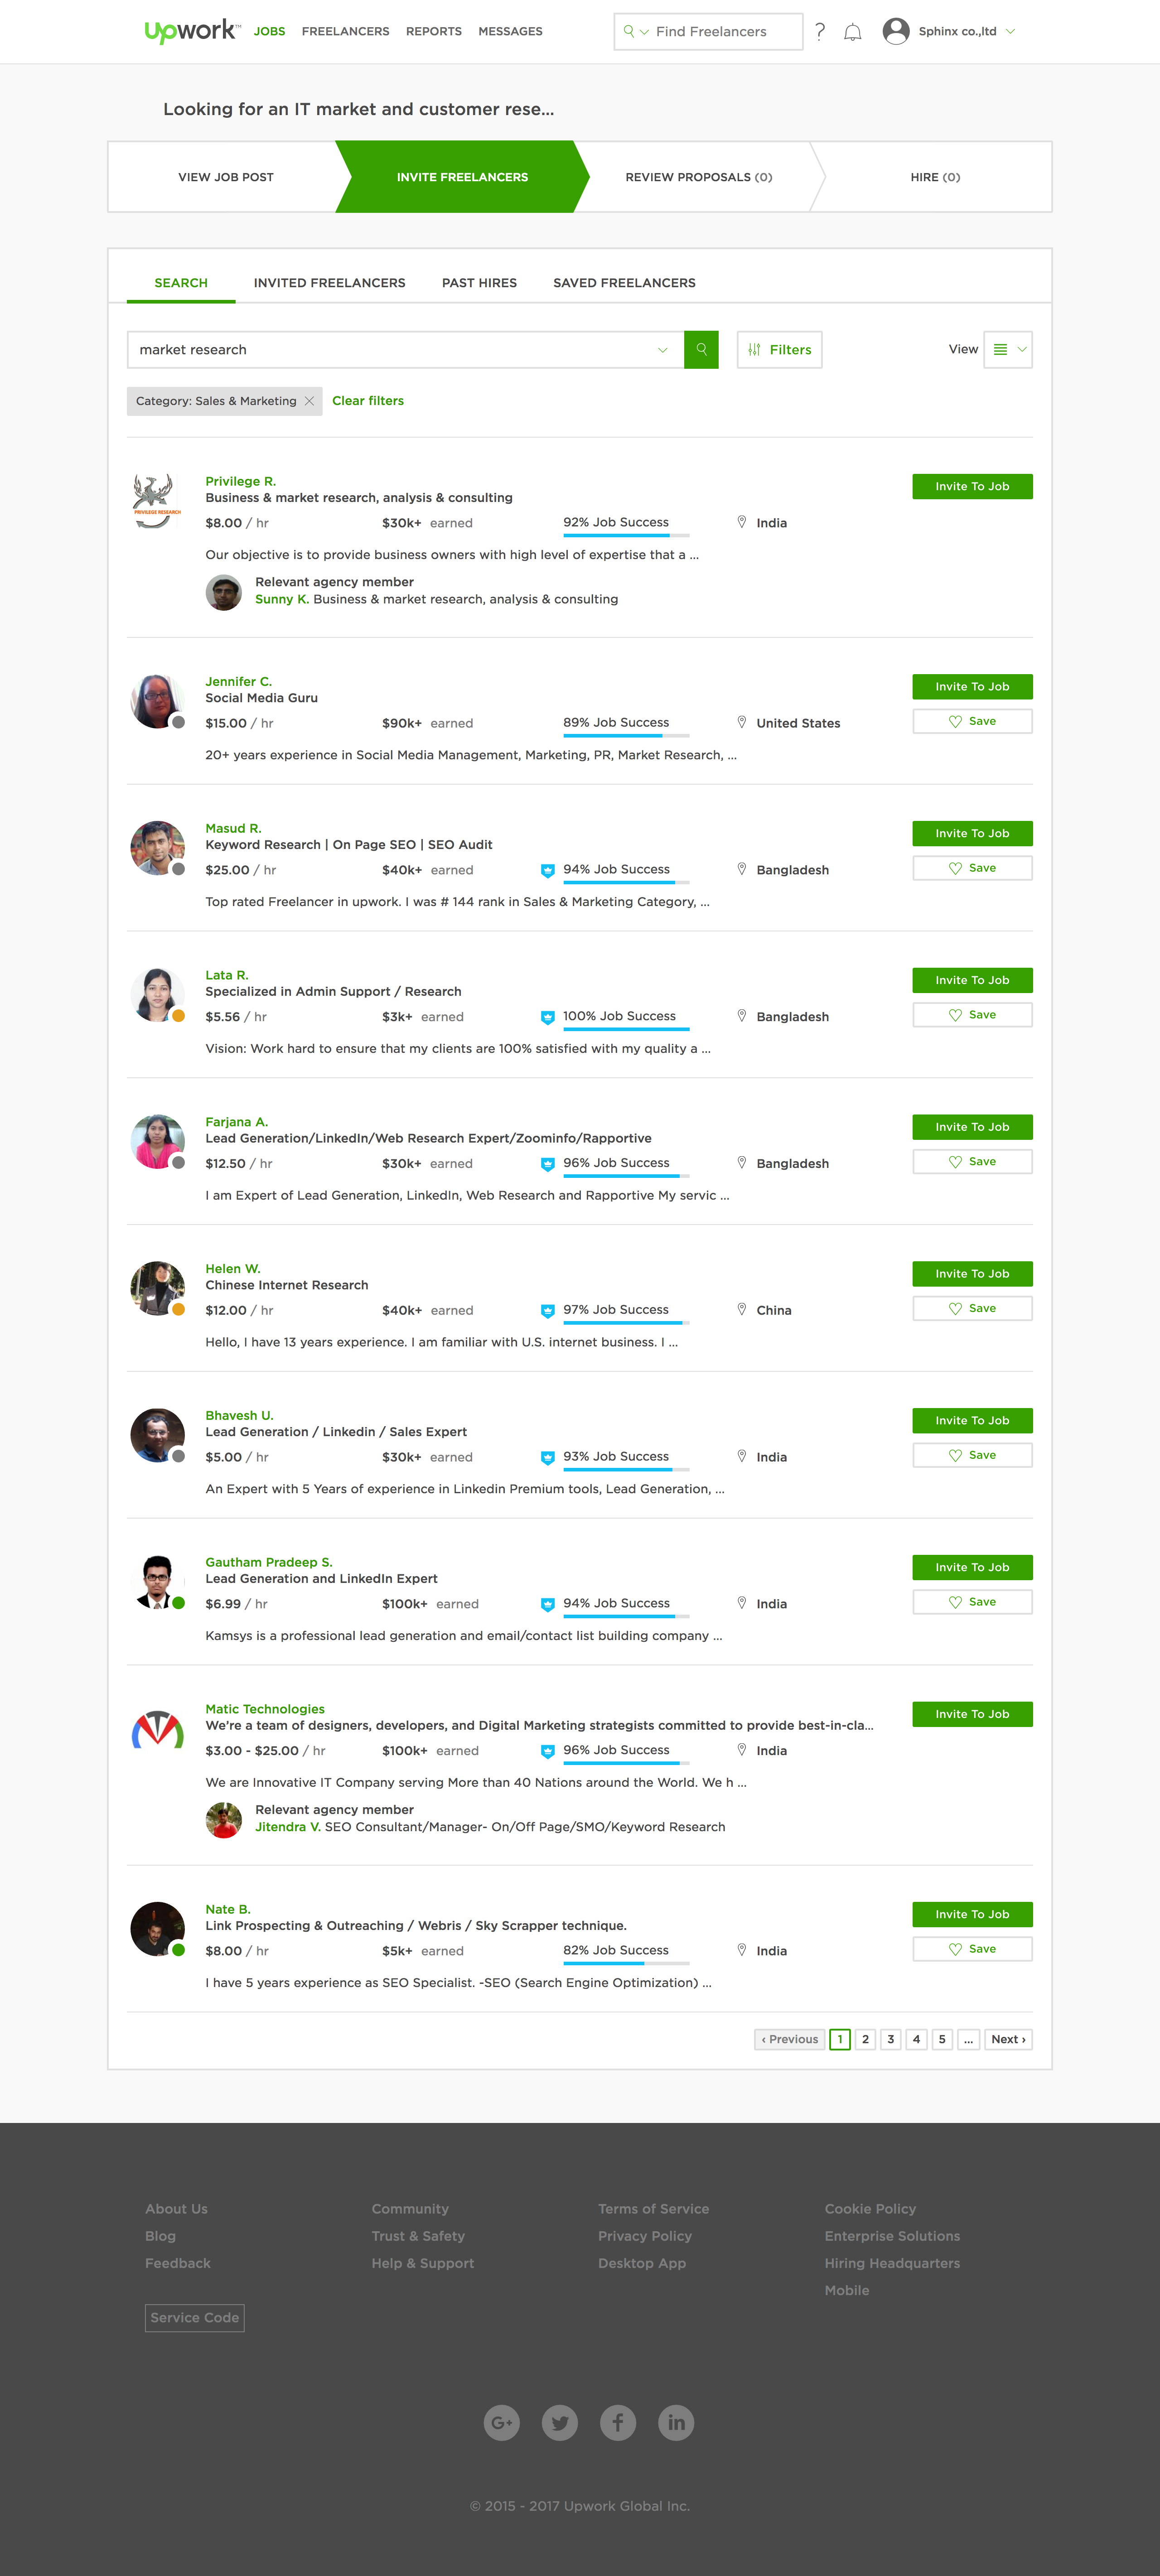 Upwork™ JOBS FREELANCERS REPORTS MESSAGES Find Freelancers ? Sphinx co.,ltd
Looking for an IT market and customer rese...
VIEW JOB POST INVITE FREELANCERS REVIEW PROPOSALS (0) HIRE (0)
SEARCH INVITED FREELANCERS PAST HIRES SAVED FREELANCERS
market research Filters View
Category: Sales & Marketing Clear filters
Privilege R. Invite To Job
PRIVILEGE RESEARCH
Business & market research, analysis & consulting
$8.00 / hr $30k+ earned 92% Job Success India
Our objective is to provide business owners with high level of expertise that a ...
Relevant agency member
Sunny K. Business & market research, analysis & consulting
Jennifer C. Invite To Job
Social Media Guru
$15.00 / hr $90k+ earned 89% Job Success United States Save
20+ years experience in Social Media Management, Marketing, PR, Market Research, ...
Masud R. Invite To Job
Keyword Research | On Page SEO | SEO Audit
$25.00 / hr $40k+ earned 94% Job Success Bangladesh Save
Top rated Freelancer in upwork. I was # 144 rank in Sales & Marketing Category, ...
Lata R. Invite To Job
Specialized in Admin Support / Research
$5.56 / hr $3k+ earned 100% Job Success Bangladesh Save
Vision: Work hard to ensure that my clients are 100% satisfied with my quality a ...
Farjana A. Invite To Job
Lead Generation/LinkedIn/Web Research Expert/Zoominfo/Rapportive
$12.50 / hr $30k+ earned 96% Job Success Bangladesh Save
I am Expert of Lead Generation, LinkedIn, Web Research and Rapportive My servic ...
Helen W. Invite To Job
Chinese Internet Research
$12.00 / hr $40k+ earned 97% Job Success China Save
Hello, I have 13 years experience. I am familiar with U.S. internet business. I ...
Bhavesh U. Invite To Job
Lead Generation / Linkedin / Sales Expert
$5.00 / hr $30k+ earned 93% Job Success India Save
An Expert with 5 Years of experience in Linkedin Premium tools, Lead Generation, ...
Gautham Pradeep S. Invite To Job
Lead Generation and LinkedIn Expert
$6.99 / hr $100k+ earned 94% Job Success India Save
Kamsys is a professional lead generation and email/contact list building company ...
Matic Technologies Invite To Job
We're a team of designers, developers, and Digital Marketing strategists committed to provide best-in-cla...
$3.00 - $25.00 / hr $100k+ earned 96% Job Success India
We are Innovative IT Company serving More than 40 Nations around the World. We h ...
Relevant agency member
Jitendra V. SEO Consultant/Manager- On/Off Page/SMO/Keyword Research
Nate B. Invite To Job
Link Prospecting & Outreaching / Webris / Sky Scrapper technique.
$8.00 / hr $5k+ earned 82% Job Success India Save
I have 5 years experience as SEO Specialist. -SEO (Search Engine Optimization) ...
‹ Previous 1 2 3 4 5 ... Next ›
About Us Community Terms of Service Cookie Policy
Blog Trust & Safety Privacy Policy Enterprise Solutions
Feedback Help & Support Desktop App Hiring Headquarters
Mobile
Service Code
G+ f in
© 2015 - 2017 Upwork Global Inc.